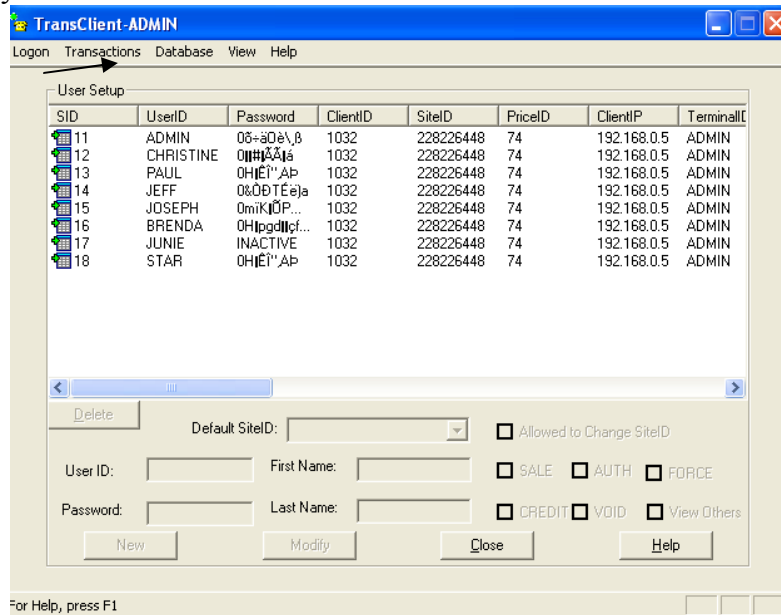 TransClient-ADMIN
Logon Transactions Database View Help
User Setup
SID UserID Password ClientID SiteID PriceID ClientIP
11 ADMIN 1032 228226448 74 192.168.0.5 ADMIN
12 CHRISTINE 1032 228226448 74 192.168.0.5 ADMIN
13 PAUL 1032 228226448 74 192.168.0.5 ADMIN
14 JEFF 1032 228226448 74 192.168.0.5 ADMIN
15 JOSEPH 1032 228226448 74 192.168.0.5 ADMIN
16 BRENDA 1032 228226448 74 192.168.0.5 ADMIN
17 JUNIE INACTIVE 1032 228226448 74 192.168.0.5 ADMIN
18 STAR 1032 228226448 74 192.168.0.5 ADMIN
Delete
Default SiteID: Allowed to Change SiteID
User ID: First Name: SALE AUTH FORCE
Password: Last Name: CREDIT VOID View Others
New Modify Close Help
For Help, press F1